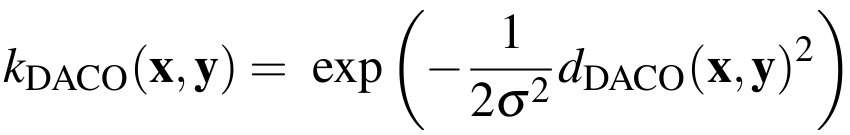 k_DACO(x, y) = exp(−1/2σ² d_DACO(x, y)²)